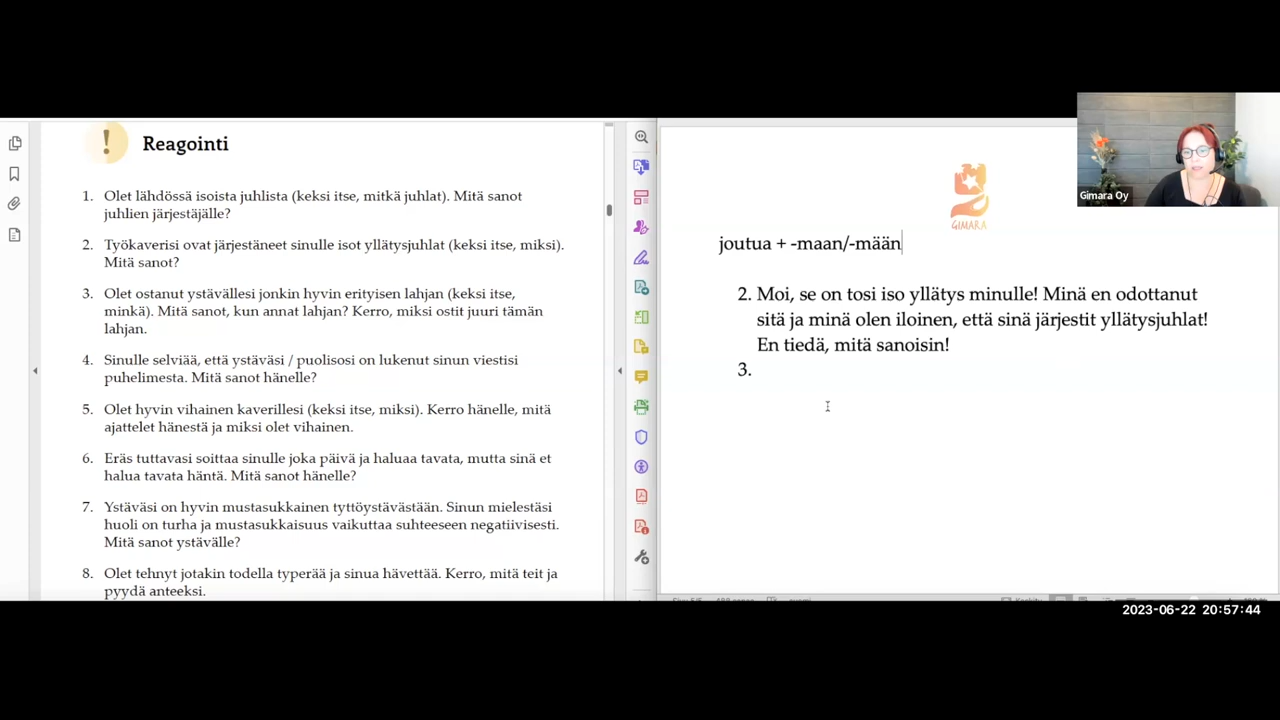 Reagointi
1. Olet lähdössä isoista juhlista (keksi itse, mitkä juhlat). Mitä sanot
juhlien järjestäjälle?
2. Työkaverisi ovat järjestäneet sinulle isot yllätysjuhlat (keksi itse, miksi).
Mitä sanot?
3. Olet ostanut ystävällesi jonkin hyvin erityisen lahjan (keksi itse,
minkä). Mitä sanot, kun annat lahjan? Kerro, miksi ostit juuri tämän
lahjan.
4. Sinulle selviää, että ystäväsi / puolisosi on lukenut sinun viestisi
puhelimesta. Mitä sanot hänelle?
5. Olet hyvin vihainen kaverillesi (keksi itse, miksi). Kerro hänelle, mitä
ajattelet hänestä ja miksi olet vihainen.
6. Eräs tuttavasi soittaa sinulle joka päivä ja haluaa tavata, mutta sinä et
halua tavata häntä. Mitä sanot hänelle?
7. Ystäväsi on hyvin mustasukkainen tyttöystävästään. Sinun mielestäsi
huoli on turha ja mustasukkaisuus vaikuttaa suhteeseen negatiivisesti.
Mitä sanot ystävälle?
8. Olet tehnyt jotakin todella typerää ja sinua hävettää. Kerro, mitä teit ja
pyydä anteeksi.
GIMARA
joutua + -maan/-mään
2. Moi, se on tosi iso yllätys minulle! Minä en odottanut
sitä ja minä olen iloinen, että sinä järjestit yllätysjuhlat!
En tiedä, mitä sanoisin!
3.
Gimara Oy
2023-06-22 20:57:44